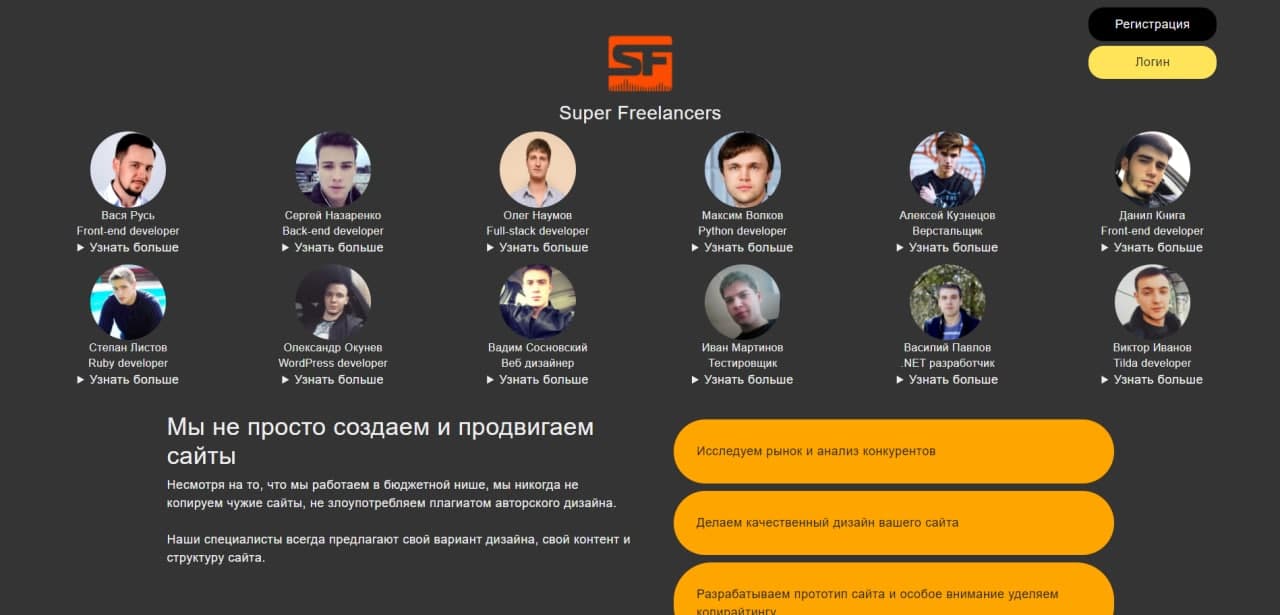 Регистрация
Логин
SF
Super Freelancers
Вася Русь
Front-end developer
▶ Узнать больше
Сергей Назаренко
Back-end developer
▶ Узнать больше
Олег Наумов
Full-stack developer
▶ Узнать больше
Максим Волков
Python developer
▶ Узнать больше
Алексей Кузнецов
Верстальщик
▶ Узнать больше
Данил Книга
Front-end developer
▶ Узнать больше
Степан Листов
Ruby developer
▶ Узнать больше
Олександр Окунев
WordPress developer
▶ Узнать больше
Вадим Сосновский
Веб дизайнер
▶ Узнать больше
Иван Мартинов
Тестировщик
▶ Узнать больше
Василий Павлов
.NET разработчик
▶ Узнать больше
Виктор Иванов
Tilda developer
▶ Узнать больше
Мы не просто создаем и продвигаем
сайты
Несмотря на то, что мы работаем в бюджетной нише, мы никогда не
копируем чужие сайты, не злоупотребляем плагиатом авторского дизайна.
Наши специалисты всегда предлагают свой вариант дизайна, свой контент и
структуру сайта.
Исследуем рынок и анализ конкурентов
Делаем качественный дизайн вашего сайта
Разрабатываем прототип сайта и особое внимание уделяем
копирайтингу